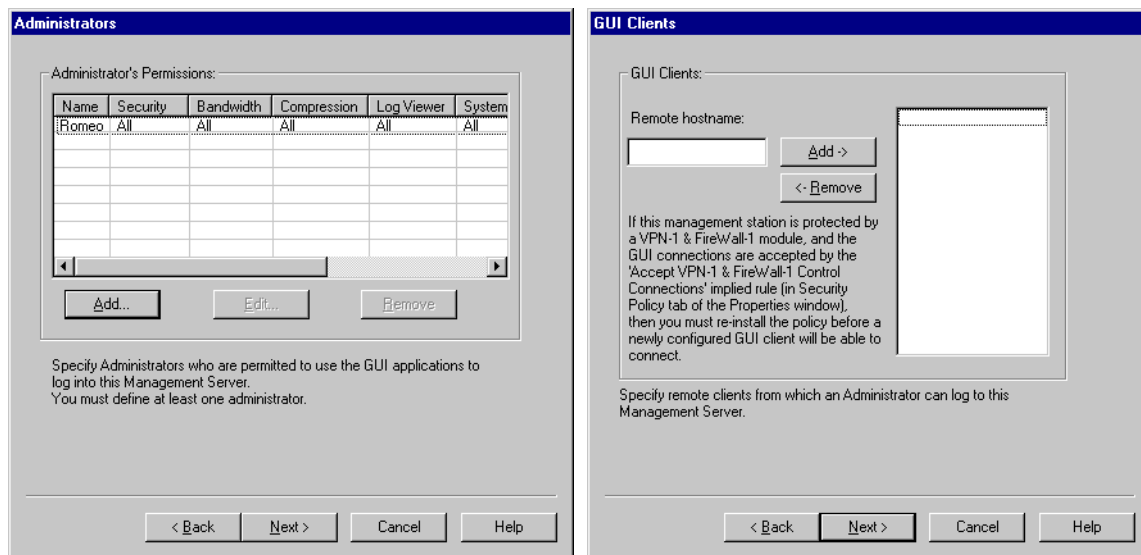 Administrators
Administrator's Permissions:
Name Security Bandwidth Compression Log Viewer System
Romeo All All All All All
Add... Edit... Remove
Specify Administrators who are permitted to use the GUI applications to
log into this Management Server.
You must define at least one administrator.
< Back Next > Cancel Help
GUI Clients
GUI Clients:
Remote hostname:
Add ->
<- Remove
If this management station is protected by
a VPN-1 & FireWall-1 module, and the
GUI connections are accepted by the
'Accept VPN-1 & FireWall-1 Control
Connections' implied rule (in Security
Policy tab of the Properties window),
then you must re-install the policy before a
newly configured GUI client will be able to
connect.
Specify remote clients from which an Administrator can log to this
Management Server.
< Back Next > Cancel Help